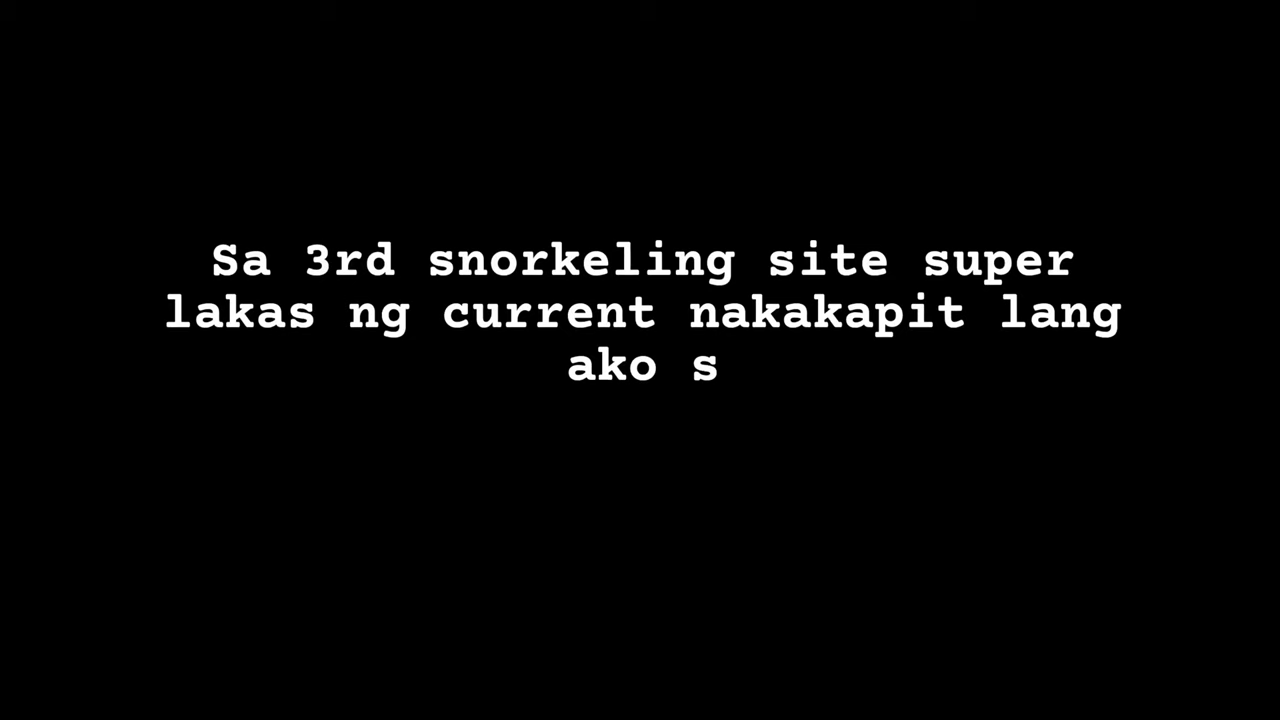 Sa 3rd snorkeling site super
lakas ng current nakakapit lang
ako s